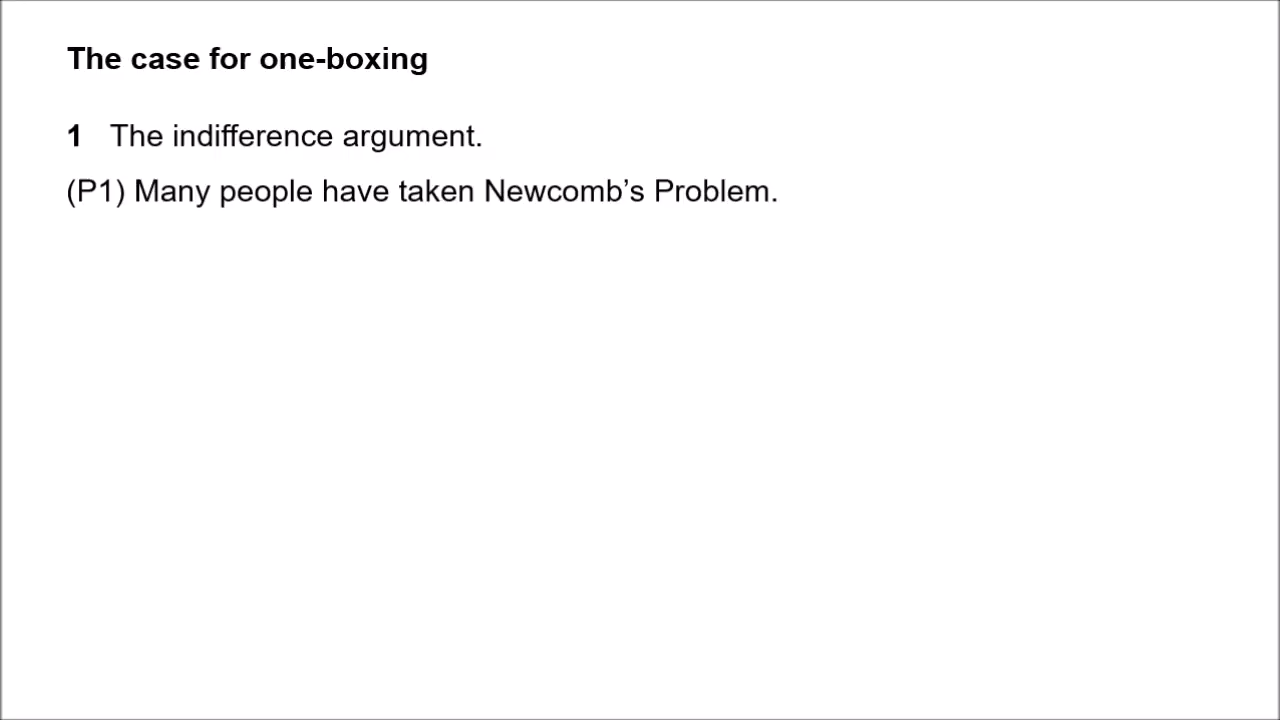 The case for one-boxing
1 The indifference argument.
(P1) Many people have taken Newcomb’s Problem.